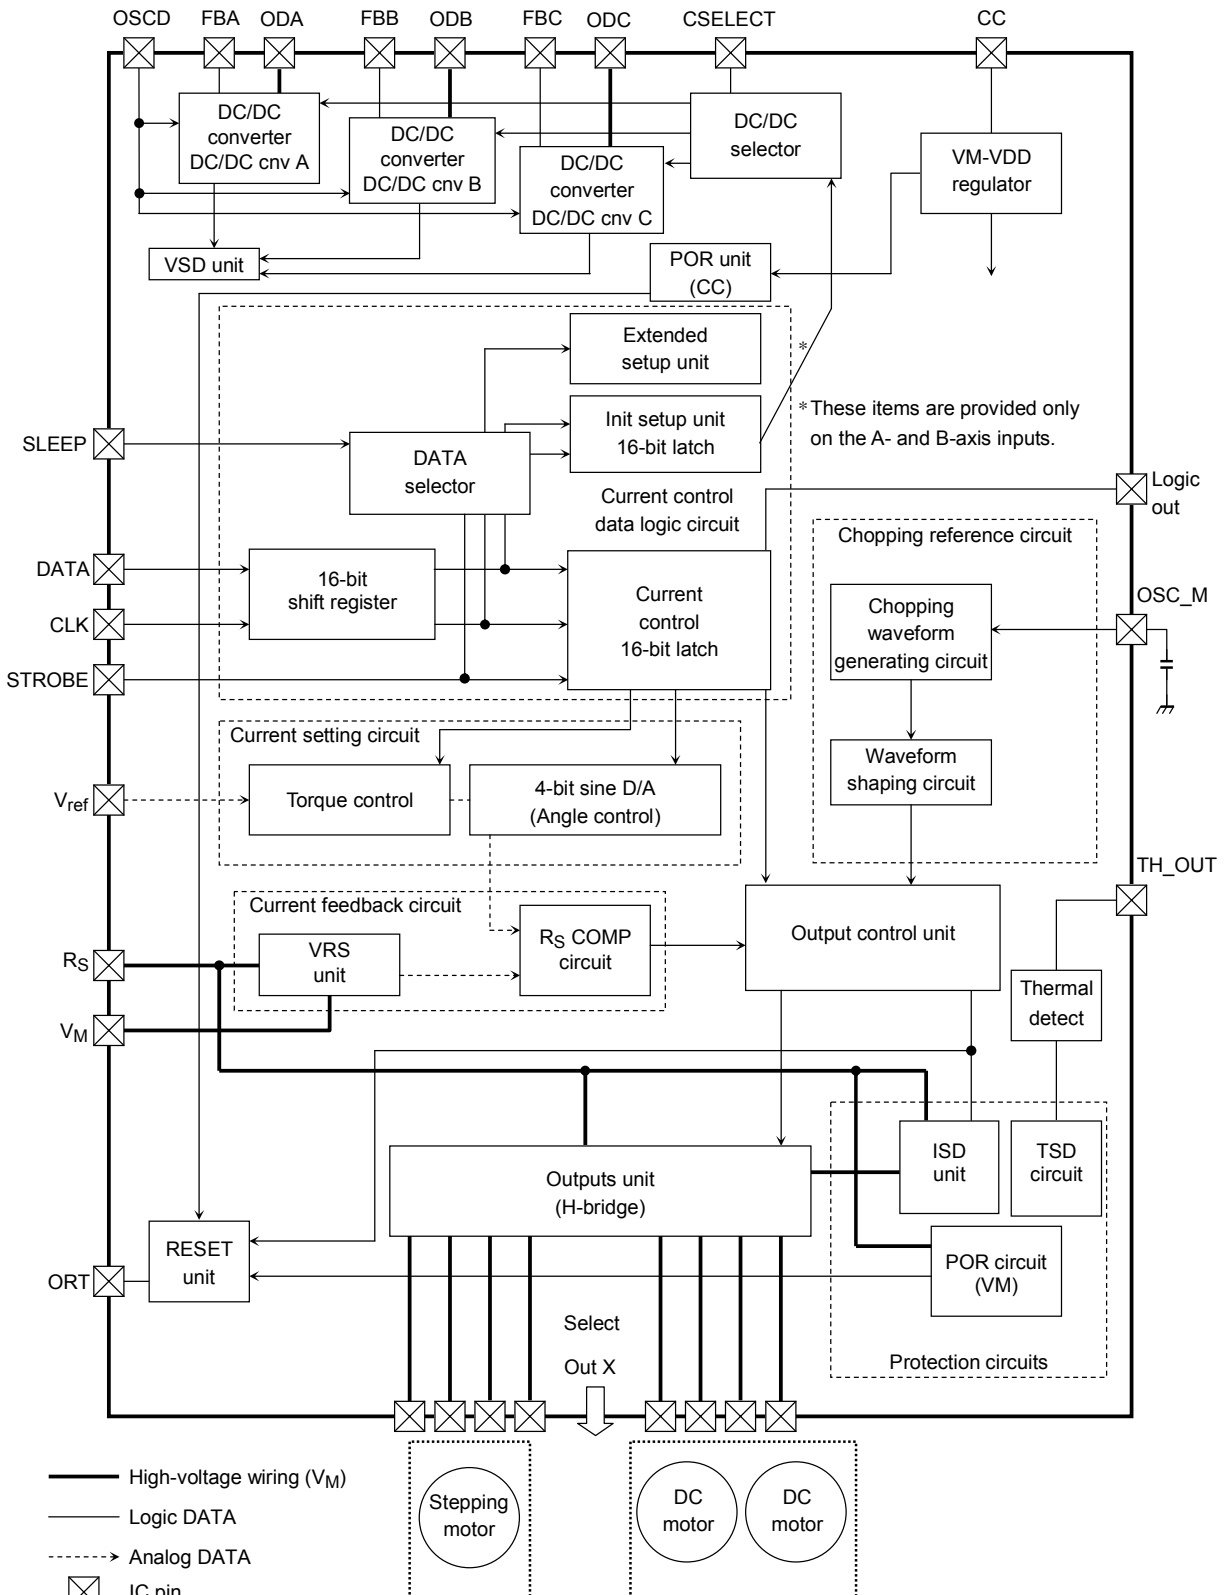 OSCD FBA ODA FBB ODB FBC ODC CSELECT CC
DC/DC
converter
DC/DC cnv A
DC/DC
converter
DC/DC cnv B
DC/DC
converter
DC/DC cnv C
DC/DC
selector
VM-VDD
regulator
VSD unit
POR unit
(CC)
Extended
setup unit
*
* These items are provided only
on the A- and B-axis inputs.
Init setup unit
16-bit latch
SLEEP
DATA
selector
Current control
data logic circuit
Logic
out
Chopping reference circuit
DATA
16-bit
shift register
CLK
STROBE
Current
control
16-bit latch
Chopping
waveform
generating circuit
OSC_M
Current setting circuit
Waveform
shaping circuit
Vref
Torque control
4-bit sine D/A
(Angle control)
TH_OUT
Current feedback circuit
RS
VRS
unit
RS COMP
circuit
Output control unit
Thermal
detect
VM
ISD
unit
TSD
circuit
Outputs unit
(H-bridge)
RESET
unit
POR circuit
(VM)
ORT
Select
Out X
Protection circuits
High-voltage wiring (VM)
Logic DATA
Analog DATA
IC pin
Stepping
motor
DC
motor
DC
motor